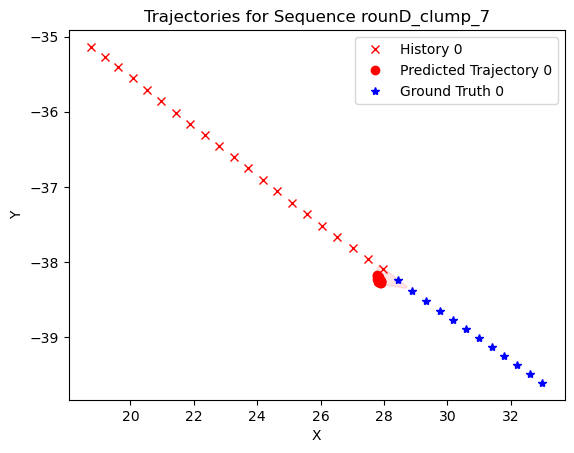 Trajectories for Sequence rounD_clump_7
History 0
Predicted Trajectory 0
Ground Truth 0
−35
−36
−37
−38
−39
Y
20
22
24
26
28
30
32
X